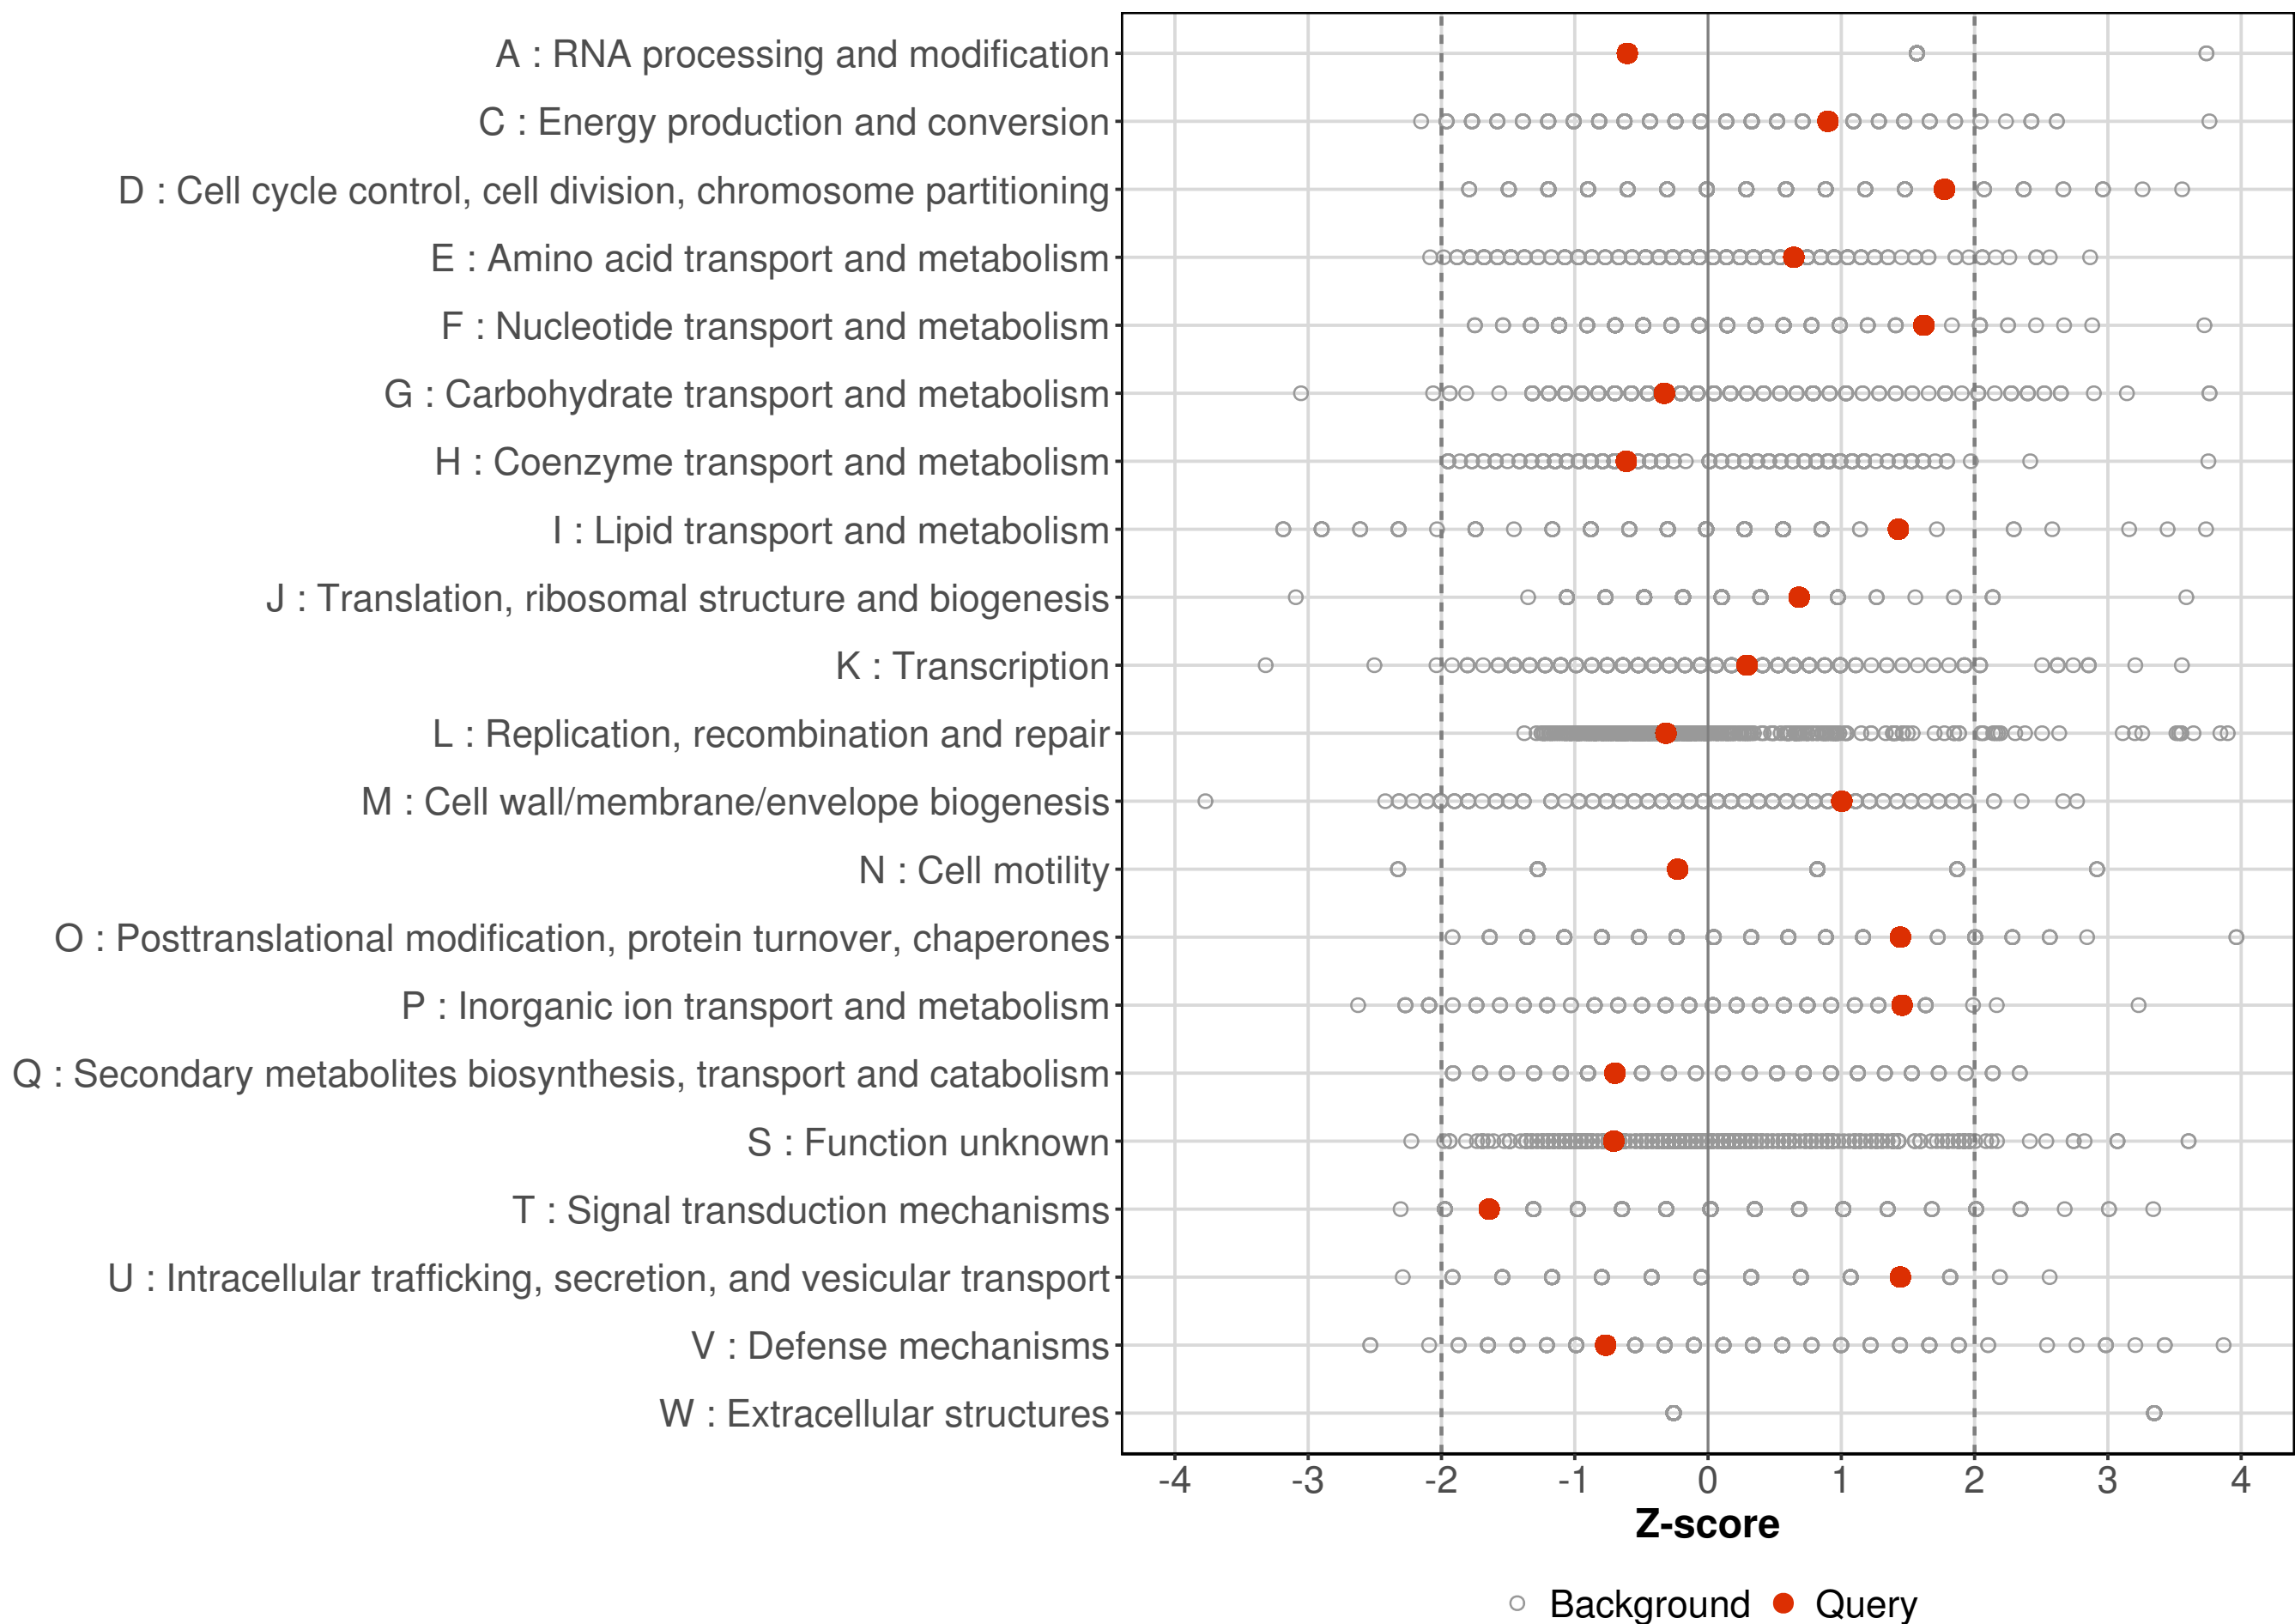 A : RNA processing and modification
C : Energy production and conversion
D : Cell cycle control, cell division, chromosome partitioning
E : Amino acid transport and metabolism
F : Nucleotide transport and metabolism
G : Carbohydrate transport and metabolism
H : Coenzyme transport and metabolism
I : Lipid transport and metabolism
J : Translation, ribosomal structure and biogenesis
K : Transcription
L : Replication, recombination and repair
M : Cell wall/membrane/envelope biogenesis
N : Cell motility
O : Posttranslational modification, protein turnover, chaperones
P : Inorganic ion transport and metabolism
Q : Secondary metabolites biosynthesis, transport and catabolism
S : Function unknown
T : Signal transduction mechanisms
U : Intracellular trafficking, secretion, and vesicular transport
V : Defense mechanisms
W : Extracellular structures
-4 -3 -2 -1 0 1 2 3 4
Z-score
Background Query